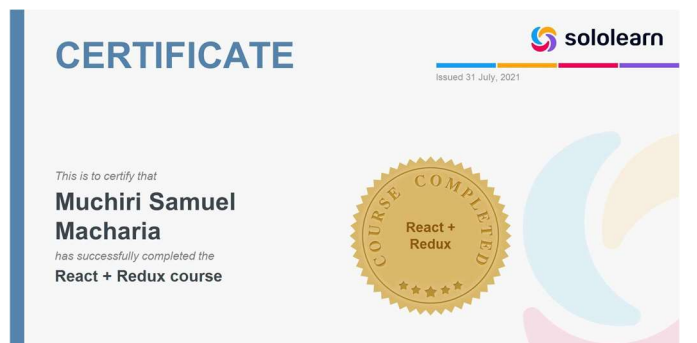 CERTIFICATE
sololearn
Issued 31 July, 2021
This is to certify that
Muchiri Samuel
Macharia
has successfully completed the
React + Redux course
COURSE COMPLETED
React +
Redux